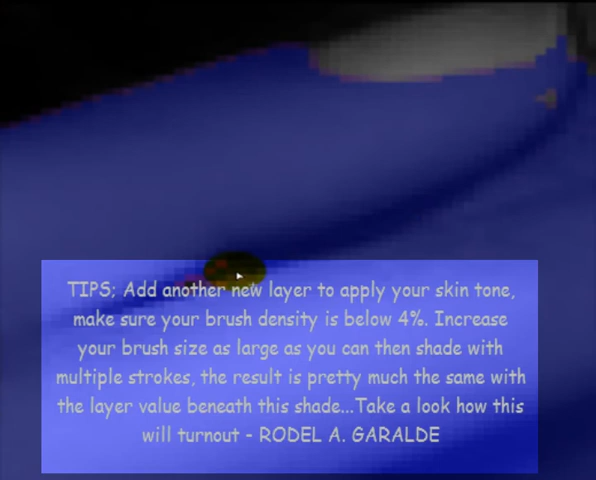 TIPS; Add another new layer to apply your skin tone,
make sure your brush density is below 4%. Increase
your brush size as large as you can then shade with
multiple strokes, the result is pretty much the same with
the layer value beneath this shade...Take a look how this
will turnout - RODEL A. GARALDE